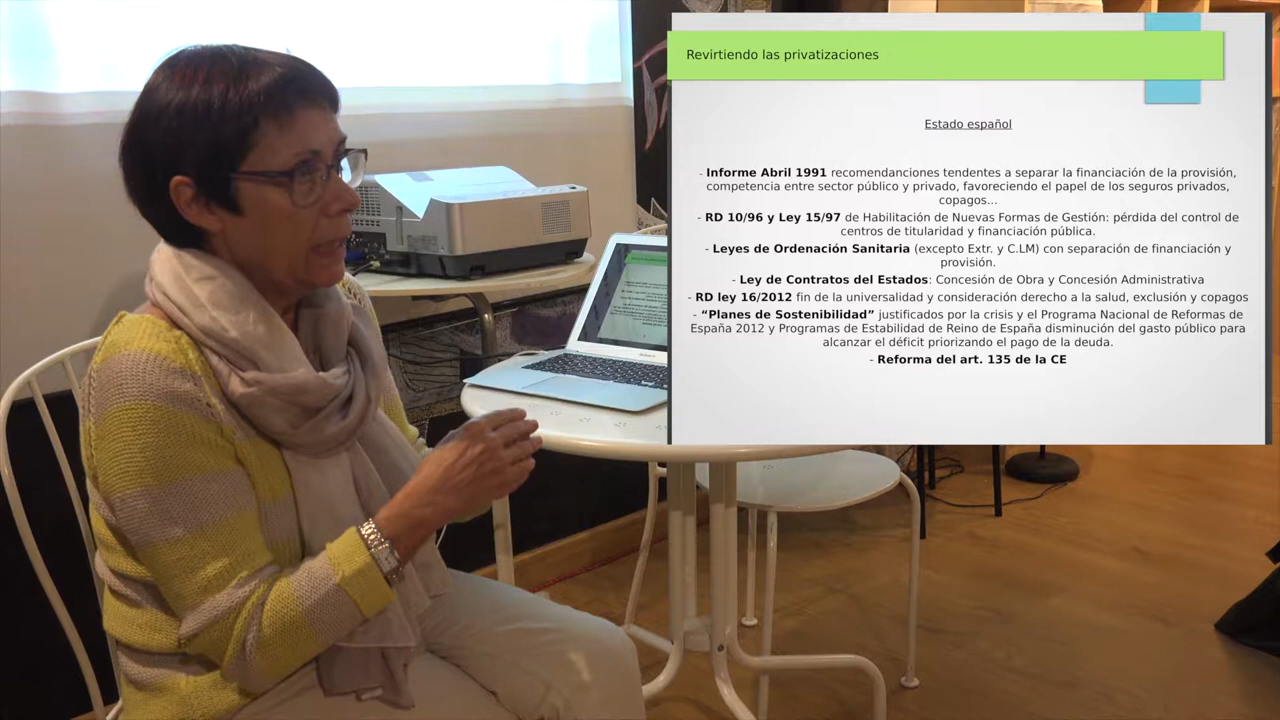 Revirtiendo las privatizaciones
Estado español
- Informe Abril 1991 recomendanciones tendentes a separar la financiación de la provisión,
competencia entre sector público y privado, favoreciendo el papel de los seguros privados,
copagos...
- RD 10/96 y Ley 15/97 de Habilitación de Nuevas Formas de Gestión: pérdida del control de
centros de titularidad y financiación pública.
- Leyes de Ordenación Sanitaria (excepto Extr. y C.LM) con separación de financiación y
provisión.
- Ley de Contratos del Estados: Concesión de Obra y Concesión Administrativa
- RD ley 16/2012 fin de la universalidad y consideración derecho a la salud, exclusión y copagos
- “Planes de Sostenibilidad” justificados por la crisis y el Programa Nacional de Reformas de
España 2012 y Programas de Estabilidad de Reino de España disminución del gasto público para
alcanzar el déficit priorizando el pago de la deuda.
- Reforma del art. 135 de la CE